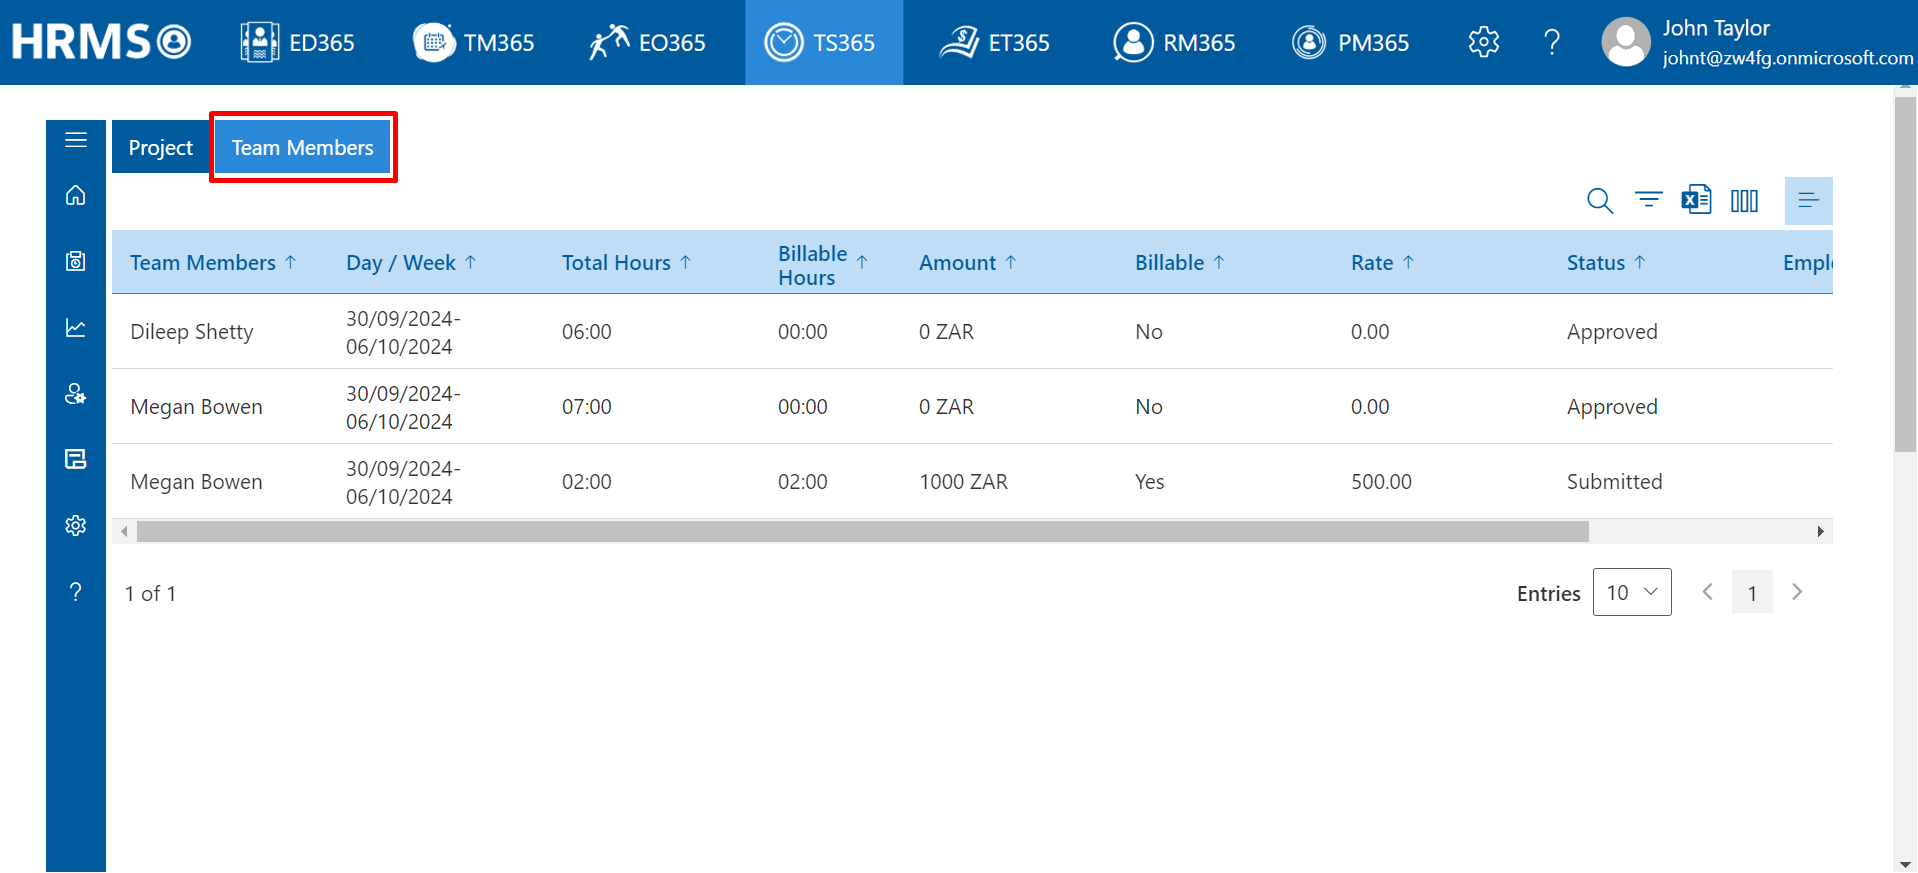 HRMS
ED365
TM365
EO365
TS365
ET365
RM365
PM365
?
John Taylor
johnt@zw4fg.onmicrosoft.com
Project
Team Members
Team Members ↑
Day / Week ↑
Total Hours ↑
Billable
Hours ↑
Amount ↑
Billable ↑
Rate ↑
Status ↑
Emplo
Dileep Shetty
30/09/2024-
06/10/2024
06:00
00:00
0 ZAR
No
0.00
Approved
Megan Bowen
30/09/2024-
06/10/2024
07:00
00:00
0 ZAR
No
0.00
Approved
Megan Bowen
30/09/2024-
06/10/2024
02:00
02:00
1000 ZAR
Yes
500.00
Submitted
?
1 of 1
Entries
10
1